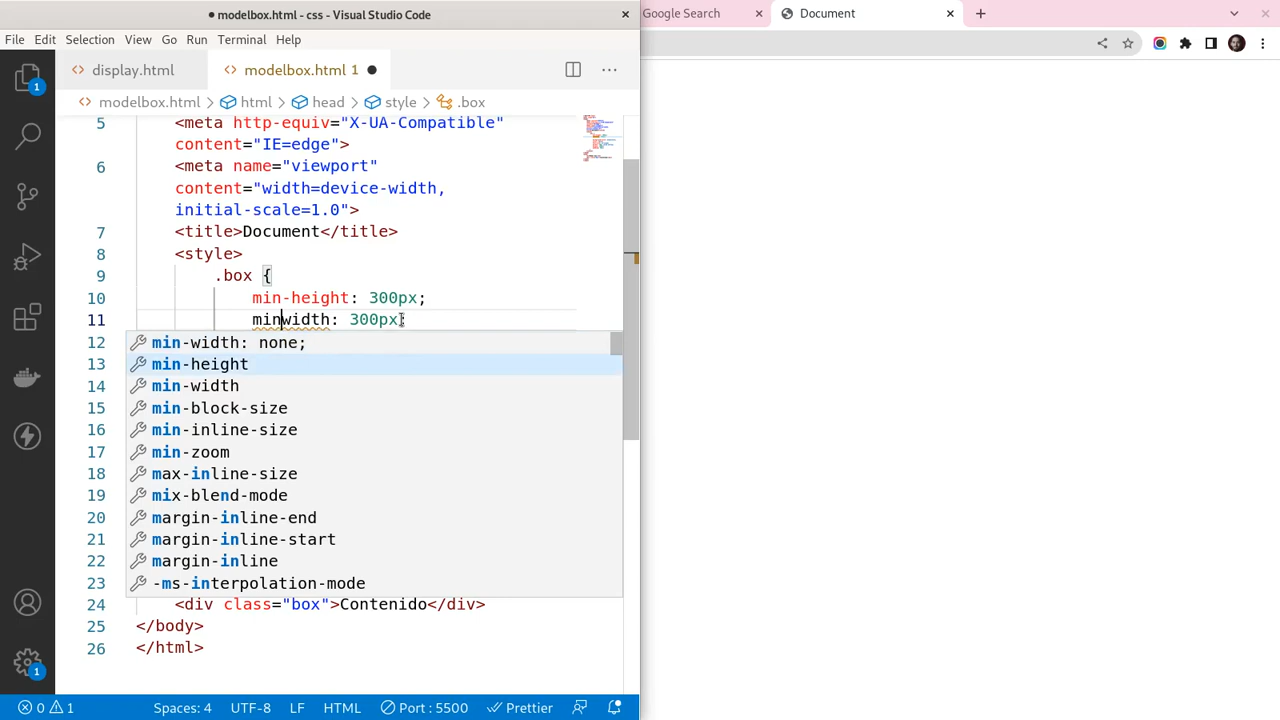 modelbox.html - css - Visual Studio Code
Google Search
Document
File Edit Selection View Go Run Terminal Help
display.html
modelbox.html 1
modelbox.html > html > head > style > .box
5 <meta http-equiv="X-UA-Compatible"
content="IE=edge">
6 <meta name="viewport"
content="width=device-width,
initial-scale=1.0">
7 <title>Document</title>
8 <style>
9 .box {
10 min-height: 300px;
11 minwidth: 300px;
12 min-width: none;
13 min-height
14 min-width
15 min-block-size
16 min-inline-size
17 min-zoom
18 max-inline-size
19 mix-blend-mode
20 margin-inline-end
21 margin-inline-start
22 margin-inline
23 -ms-interpolation-mode
24 <div class="box">Contenido</div>
25 </body>
26 </html>
1
1
0 1 Spaces: 4 UTF-8 LF HTML Port : 5500 Prettier